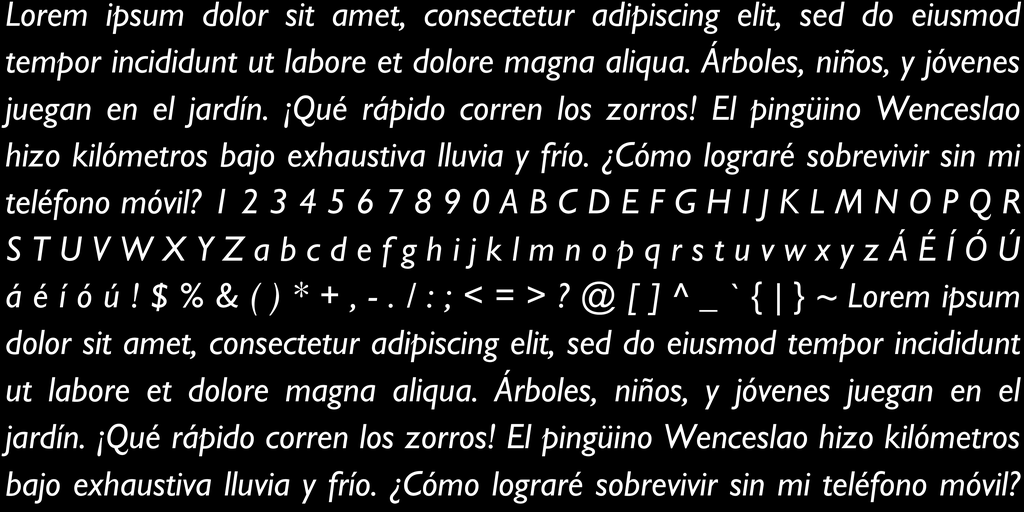 Lorem ipsum dolor sit amet, consectetur adipiscing elit, sed do eiusmod
tempor incididunt ut labore et dolore magna aliqua. Árboles, niños, y jóvenes
juegan en el jardín. ¡Qué rápido corren los zorros! El pingüino Wenceslao
hizo kilómetros bajo exhaustiva lluvia y frío. ¿Cómo lograré sobrevivir sin mi
teléfono móvil? 1 2 3 4 5 6 7 8 9 0 A B C D E F G H I J K L M N O P Q R
S T U V W X Y Z a b c d e f g h i j k l m n o p q r s t u v w x y z Á É Í Ó Ú
á é í ó ú ! $ % & ( ) * + , - . / : ; < = > ? @ [ ] ^ _ ` { | } ~ Lorem ipsum
dolor sit amet, consectetur adipiscing elit, sed do eiusmod tempor incididunt
ut labore et dolore magna aliqua. Árboles, niños, y jóvenes juegan en el
jardín. ¡Qué rápido corren los zorros! El pingüino Wenceslao hizo kilómetros
bajo exhaustiva lluvia y frío. ¿Cómo lograré sobrevivir sin mi teléfono móvil?